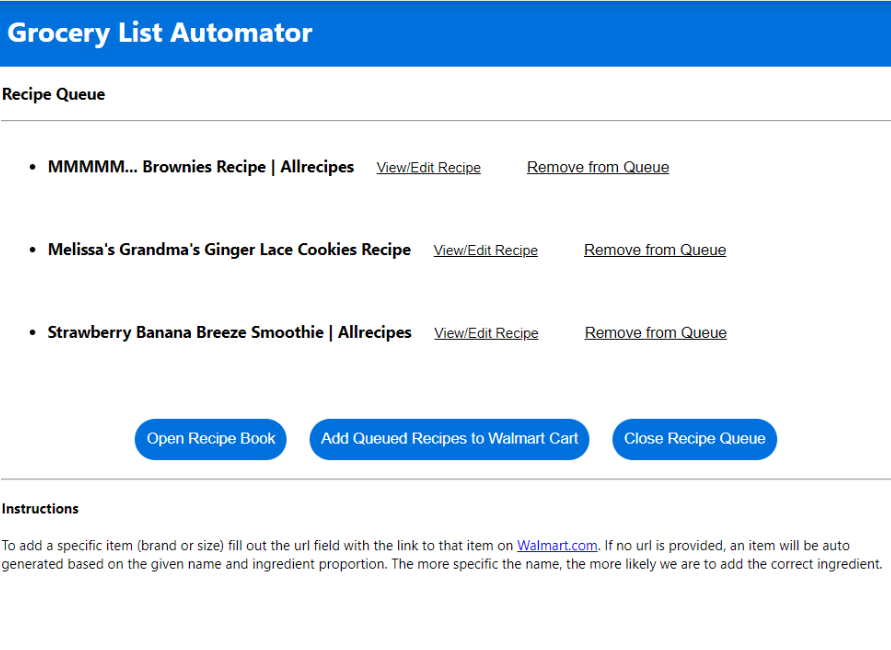 Grocery List Automator
Recipe Queue
MMMMM... Brownies Recipe | Allrecipes View/Edit Recipe Remove from Queue
Melissa's Grandma's Ginger Lace Cookies Recipe View/Edit Recipe Remove from Queue
Strawberry Banana Breeze Smoothie | Allrecipes View/Edit Recipe Remove from Queue
Open Recipe Book Add Queued Recipes to Walmart Cart Close Recipe Queue
Instructions
To add a specific item (brand or size) fill out the url field with the link to that item on Walmart.com. If no url is provided, an item will be auto
generated based on the given name and ingredient proportion. The more specific the name, the more likely we are to add the correct ingredient.